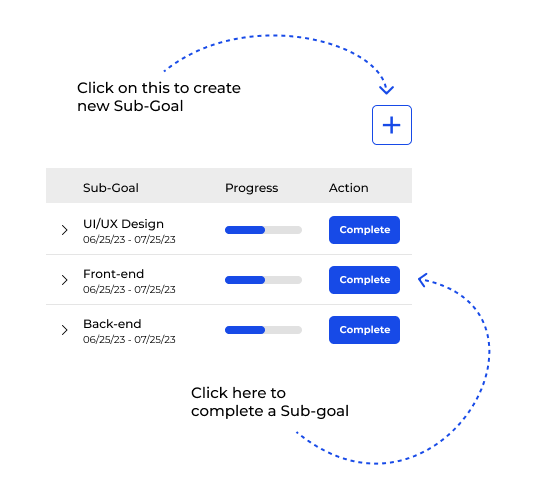 Click on this to create
new Sub-Goal
Sub-Goal Progress Action
UI/UX Design
06/25/23 - 07/25/23
Complete
Front-end
06/25/23 - 07/25/23
Complete
Back-end
06/25/23 - 07/25/23
Complete
Click here to
complete a Sub-goal